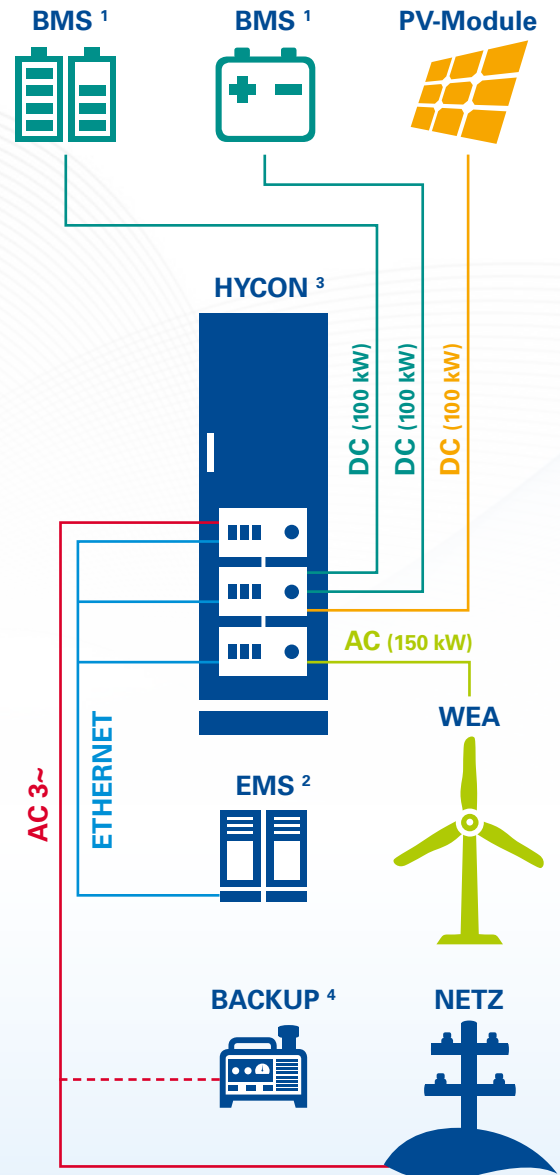 BMS ¹
BMS ¹
PV-Module
HYCON ³
DC (100 kW)
DC (100 kW)
DC (100 kW)
AC (150 kW)
WEA
AC 3~
ETHERNET
EMS ²
BACKUP ⁴
NETZ